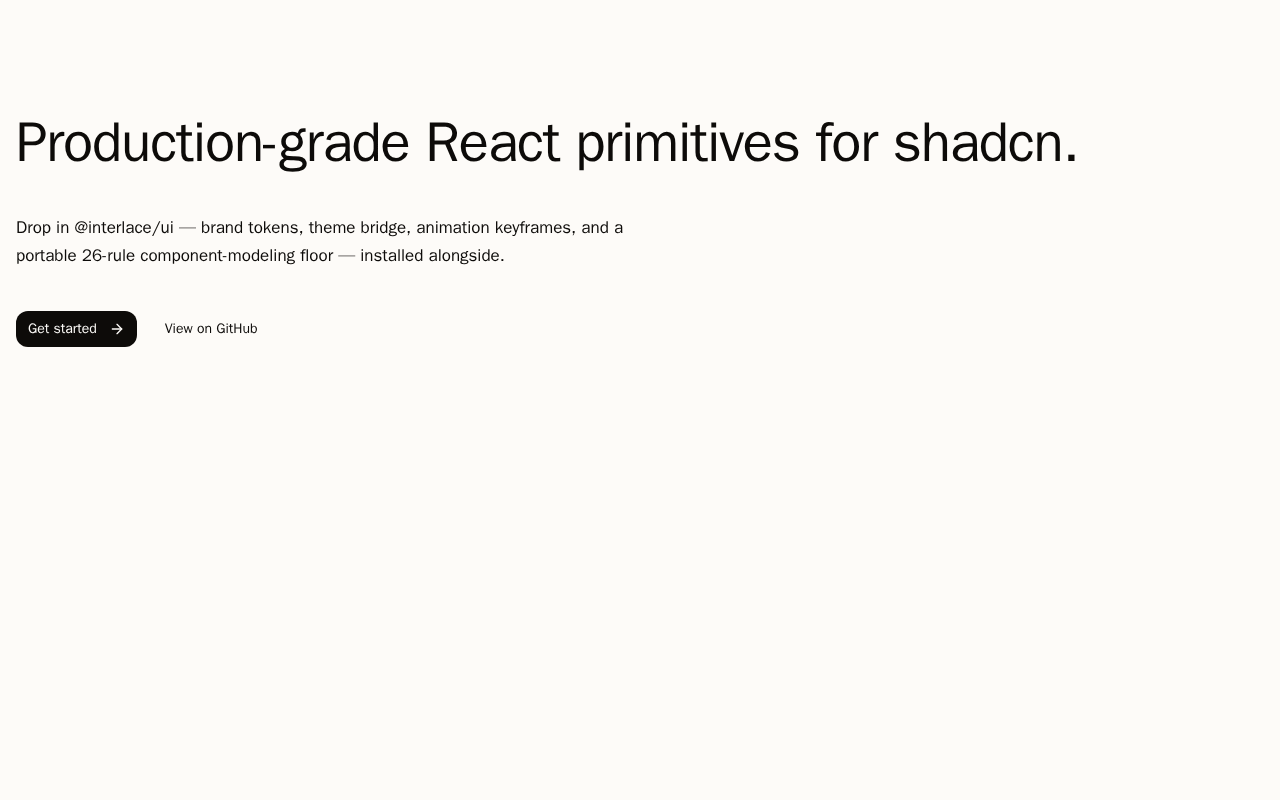 Production-grade React primitives for shadcn.
Drop in @interlace/ui — brand tokens, theme bridge, animation keyframes, and a
portable 26-rule component-modeling floor — installed alongside.
Get started →
View on GitHub